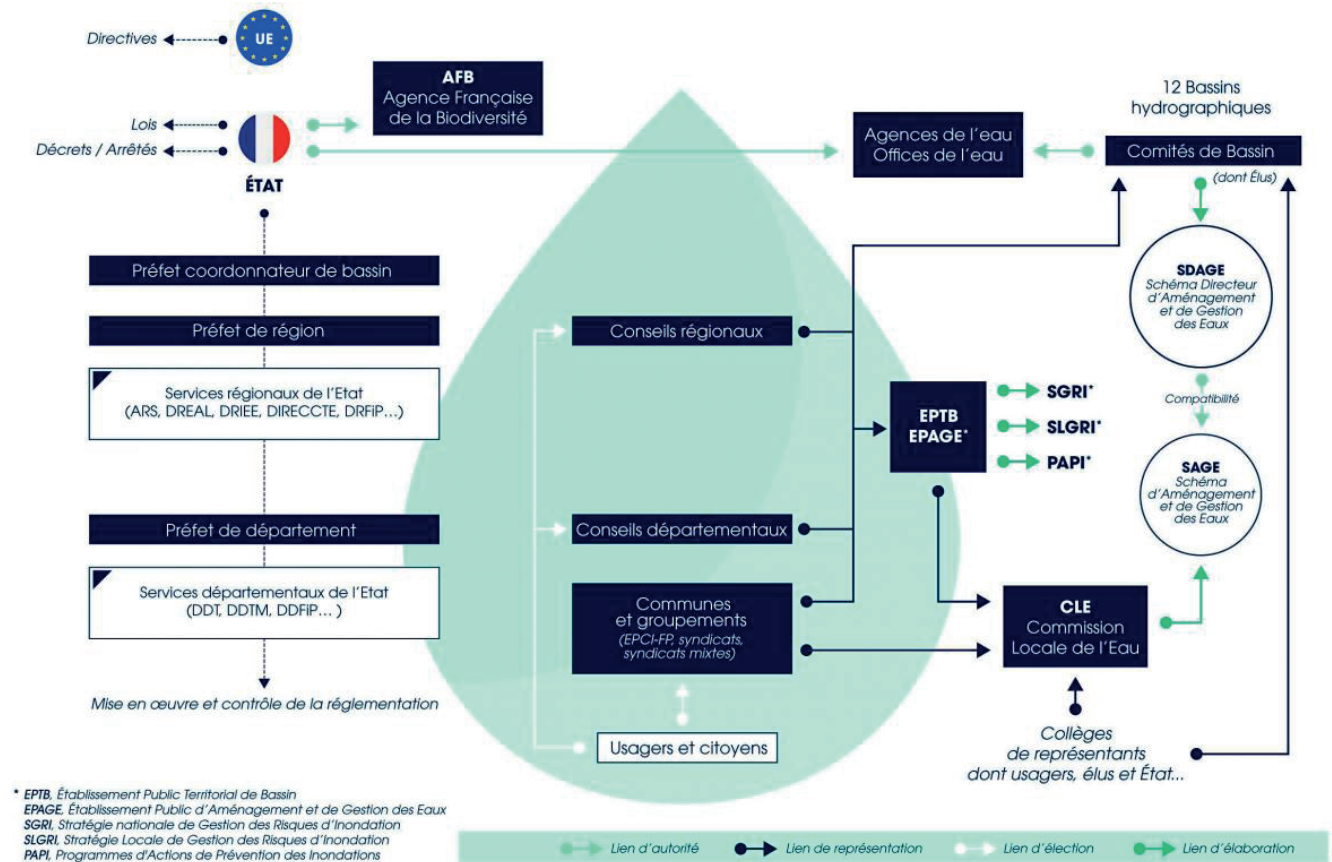 Directives
UE
Lois
Décrets / Arrêtés
ÉTAT
AFB
Agence Française
de la Biodiversité
Agences de l'eau
Offices de l'eau
12 Bassins
hydrographiques
Comités de Bassin
(dont Élus)
Préfet coordonnateur de bassin
Préfet de région
Services régionaux de l'Etat
(ARS, DREAL, DRIEE, DIRECCTE, DRFiP...)
Préfet de département
Services départementaux de l'Etat
(DDT, DDTM, DDFiP... )
Mise en œuvre et contrôle de la réglementation
Conseils régionaux
Conseils départementaux
Communes
et groupements
(EPCI-FP, syndicats,
syndicats mixtes)
Usagers et citoyens
EPTB
EPAGE*
SGRI*
SLGRI*
PAPI*
SDAGE
Schéma Directeur
d'Aménagement
et de Gestion
des Eaux
Compatibilité
SAGE
Schéma
d'Aménagement
et de Gestion
des Eaux
CLE
Commission
Locale de l'Eau
Collèges
de représentants
dont usagers, élus et État...
* EPTB, Établissement Public Territorial de Bassin
EPAGE, Établissement Public d'Aménagement et de Gestion des Eaux
SGRI, Stratégie nationale de Gestion des Risques d'Inondation
SLGRI, Stratégie Locale de Gestion des Risques d'Inondation
PAPI, Programmes d'Actions de Prévention des Inondations
Lien d'autorité
Lien de représentation
Lien d'élection
Lien d'élaboration